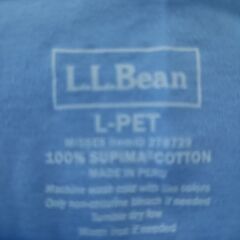 L.L.Bean
L-PET
MISSES 278729
100% SUPIMA® COTTON
MADE IN PERU
Machine wash cold with like colors
Only non-chlorine bleach if needed
Tumble dry low
Warm iron if needed